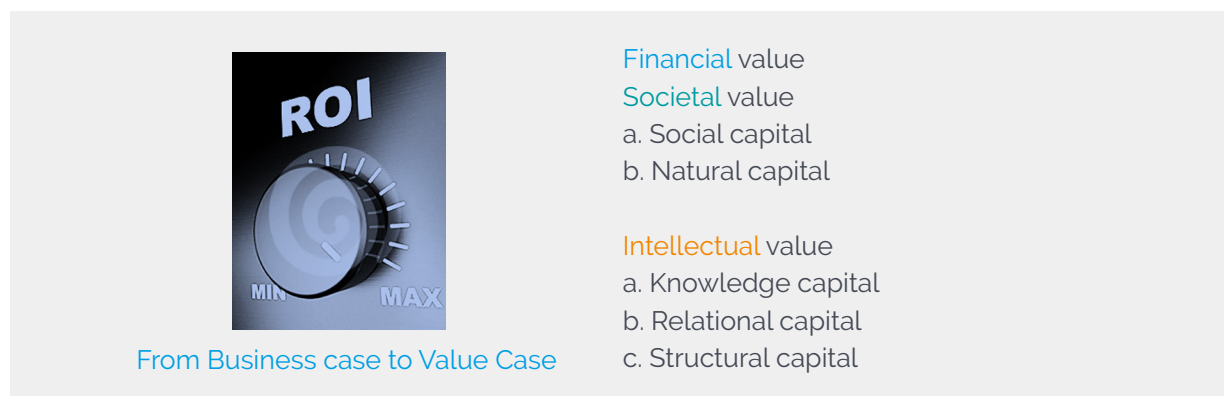 ROI
MIN
MAX
From Business case to Value Case
Financial value
Societal value
a. Social capital
b. Natural capital
Intellectual value
a. Knowledge capital
b. Relational capital
c. Structural capital